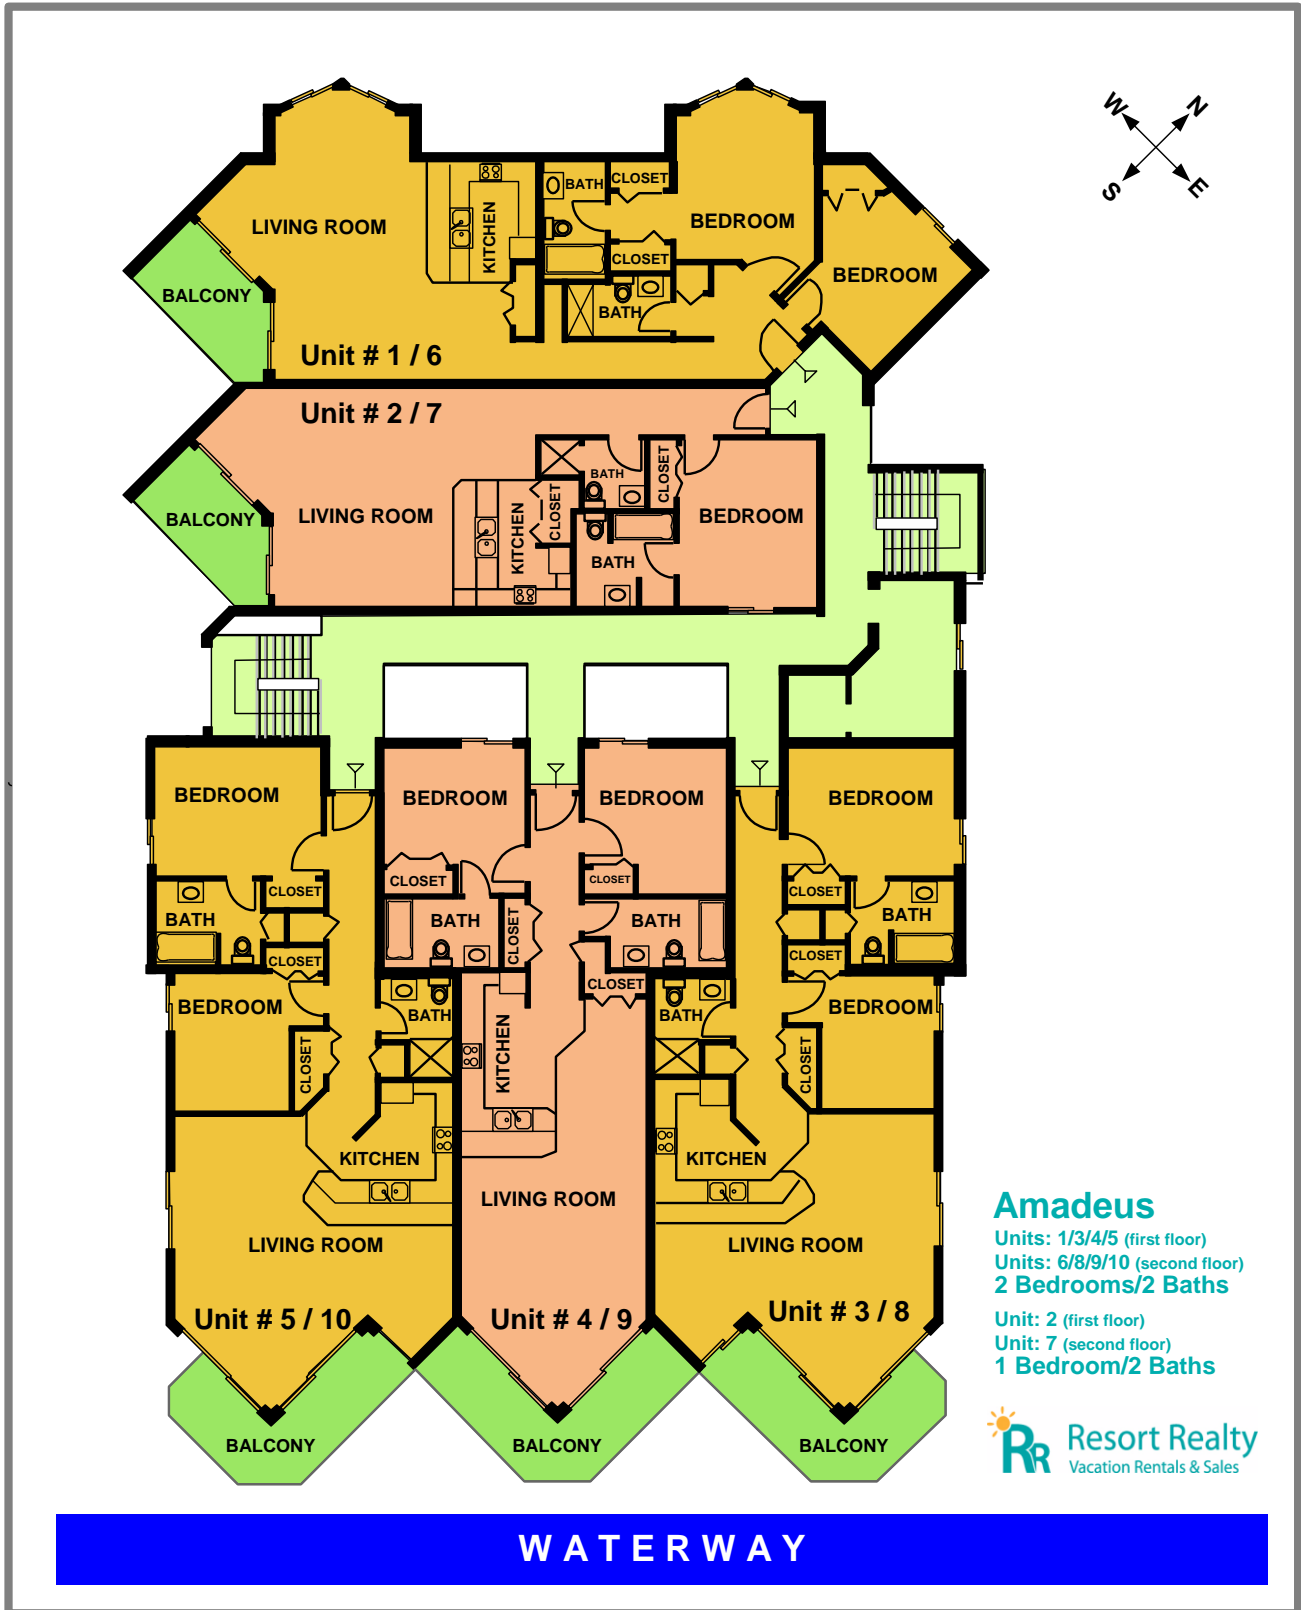 W
N
S
E
LIVING ROOM
KITCHEN
BATH
CLOSET
BEDROOM
CLOSET
BATH
BEDROOM
BALCONY
Unit # 1 / 6
Unit # 2 / 7
BALCONY
LIVING ROOM
KITCHEN
CLOSET
BATH
CLOSET
BEDROOM
BATH
BEDROOM
CLOSET
BATH
CLOSET
BEDROOM
CLOSET
BATH
KITCHEN
LIVING ROOM
Unit # 5 / 10
BALCONY
BEDROOM
CLOSET
BATH
CLOSET
BEDROOM
CLOSET
BATH
CLOSET
KITCHEN
LIVING ROOM
Unit # 4 / 9
BALCONY
BEDROOM
CLOSET
BATH
CLOSET
BEDROOM
CLOSET
BATH
KITCHEN
LIVING ROOM
Unit # 3 / 8
BALCONY
Amadeus
Units: 1/3/4/5 (first floor)
Units: 6/8/9/10 (second floor)
2 Bedrooms/2 Baths
Unit: 2 (first floor)
Unit: 7 (second floor)
1 Bedroom/2 Baths
RR Resort Realty
Vacation Rentals & Sales
WATERWAY